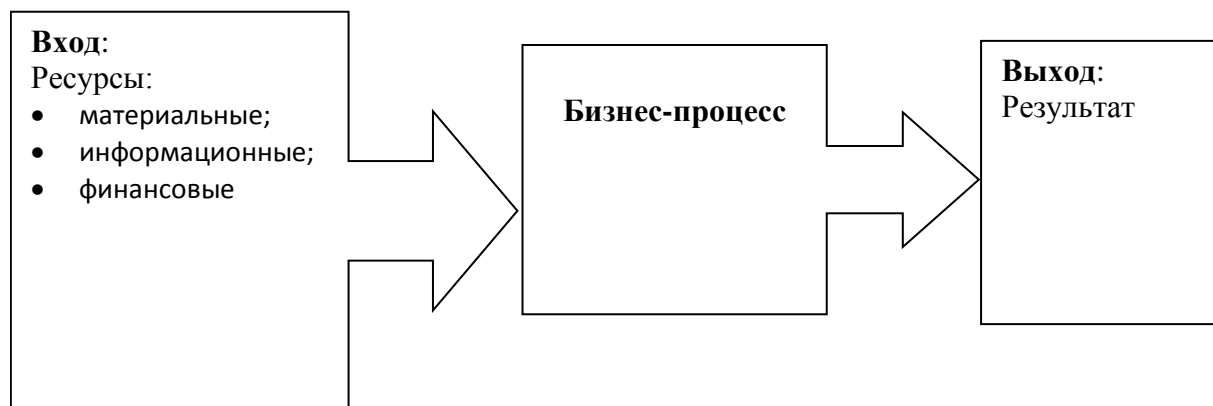 Вход:
Ресурсы:
• материальные;
• информационные;
• финансовые
Бизнес-процесс
Выход:
Результат